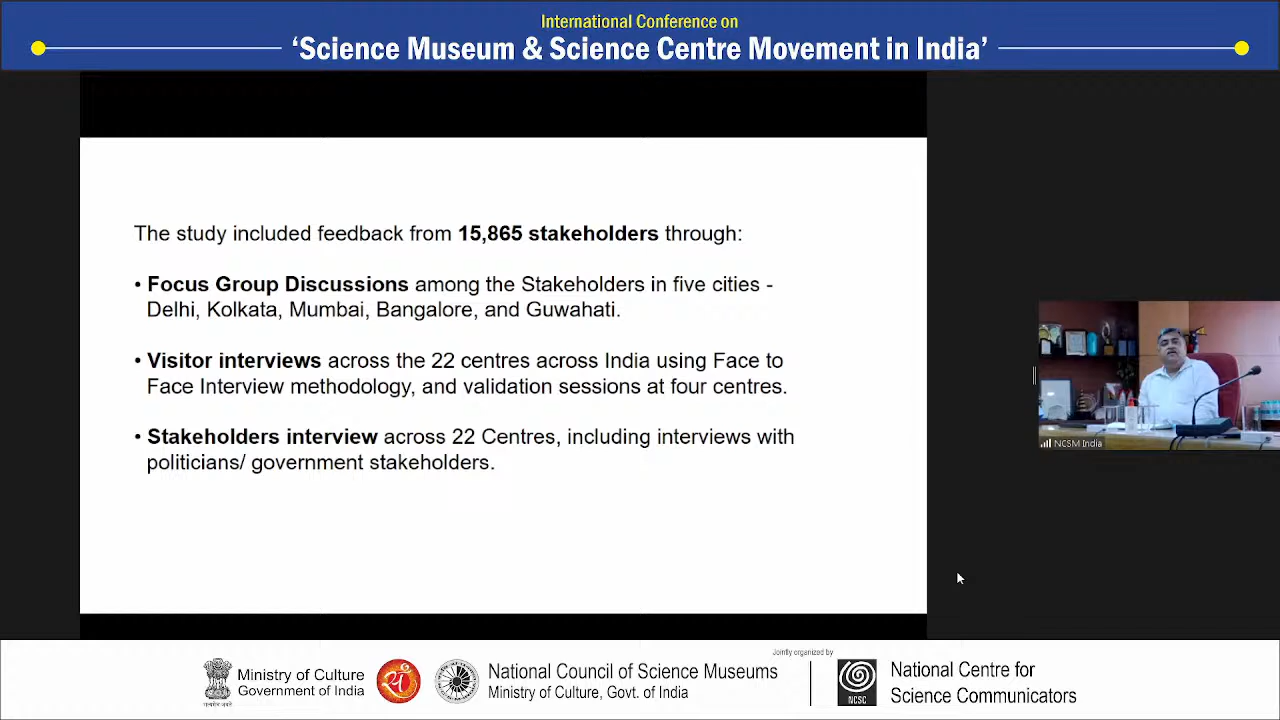 International Conference on
‘Science Museum & Science Centre Movement in India’
The study included feedback from 15,865 stakeholders through:
• Focus Group Discussions among the Stakeholders in five cities -
Delhi, Kolkata, Mumbai, Bangalore, and Guwahati.
• Visitor interviews across the 22 centres across India using Face to
Face Interview methodology, and validation sessions at four centres.
• Stakeholders interview across 22 Centres, including interviews with
politicians/ government stakeholders.
NCSM India
Jointly organized by
Ministry of Culture
Government of India
सत्यमेव जयते
National Council of Science Museums
Ministry of Culture, Govt. of India
NCSC
National Centre for
Science Communicators